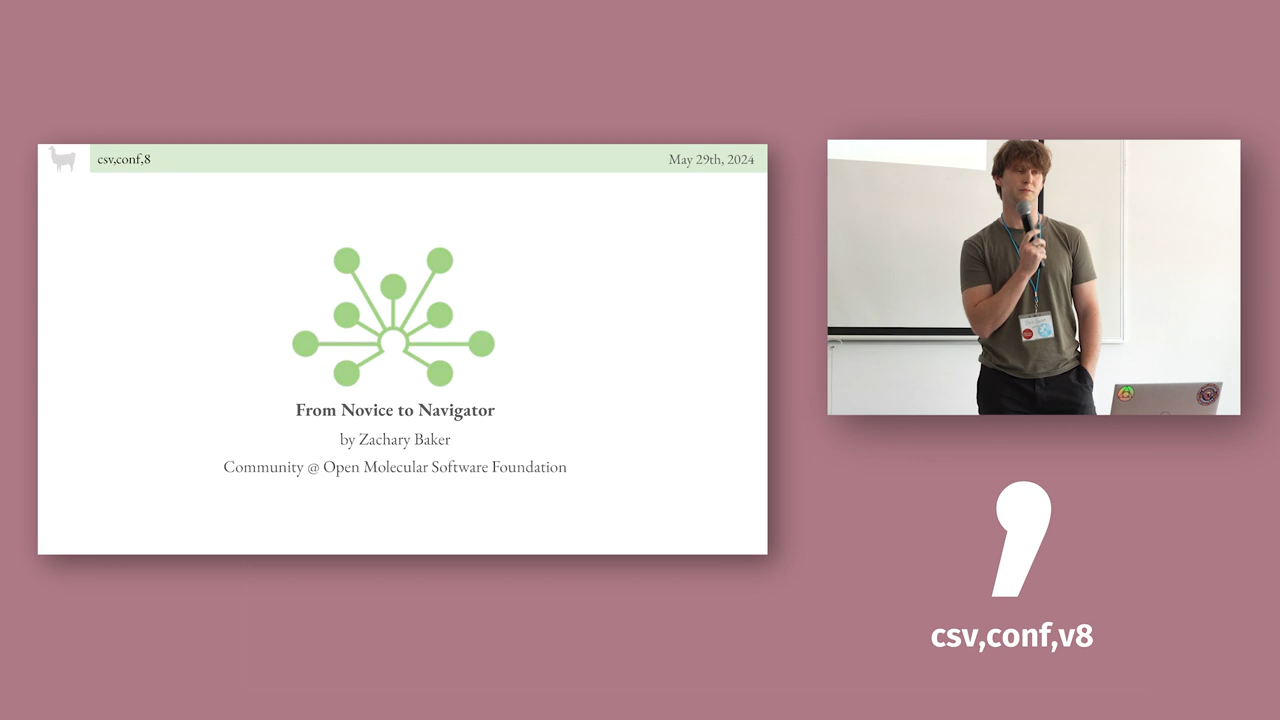 csv,conf,8
May 29th, 2024
From Novice to Navigator
by Zachary Baker
Community @ Open Molecular Software Foundation
,
csv,conf,v8